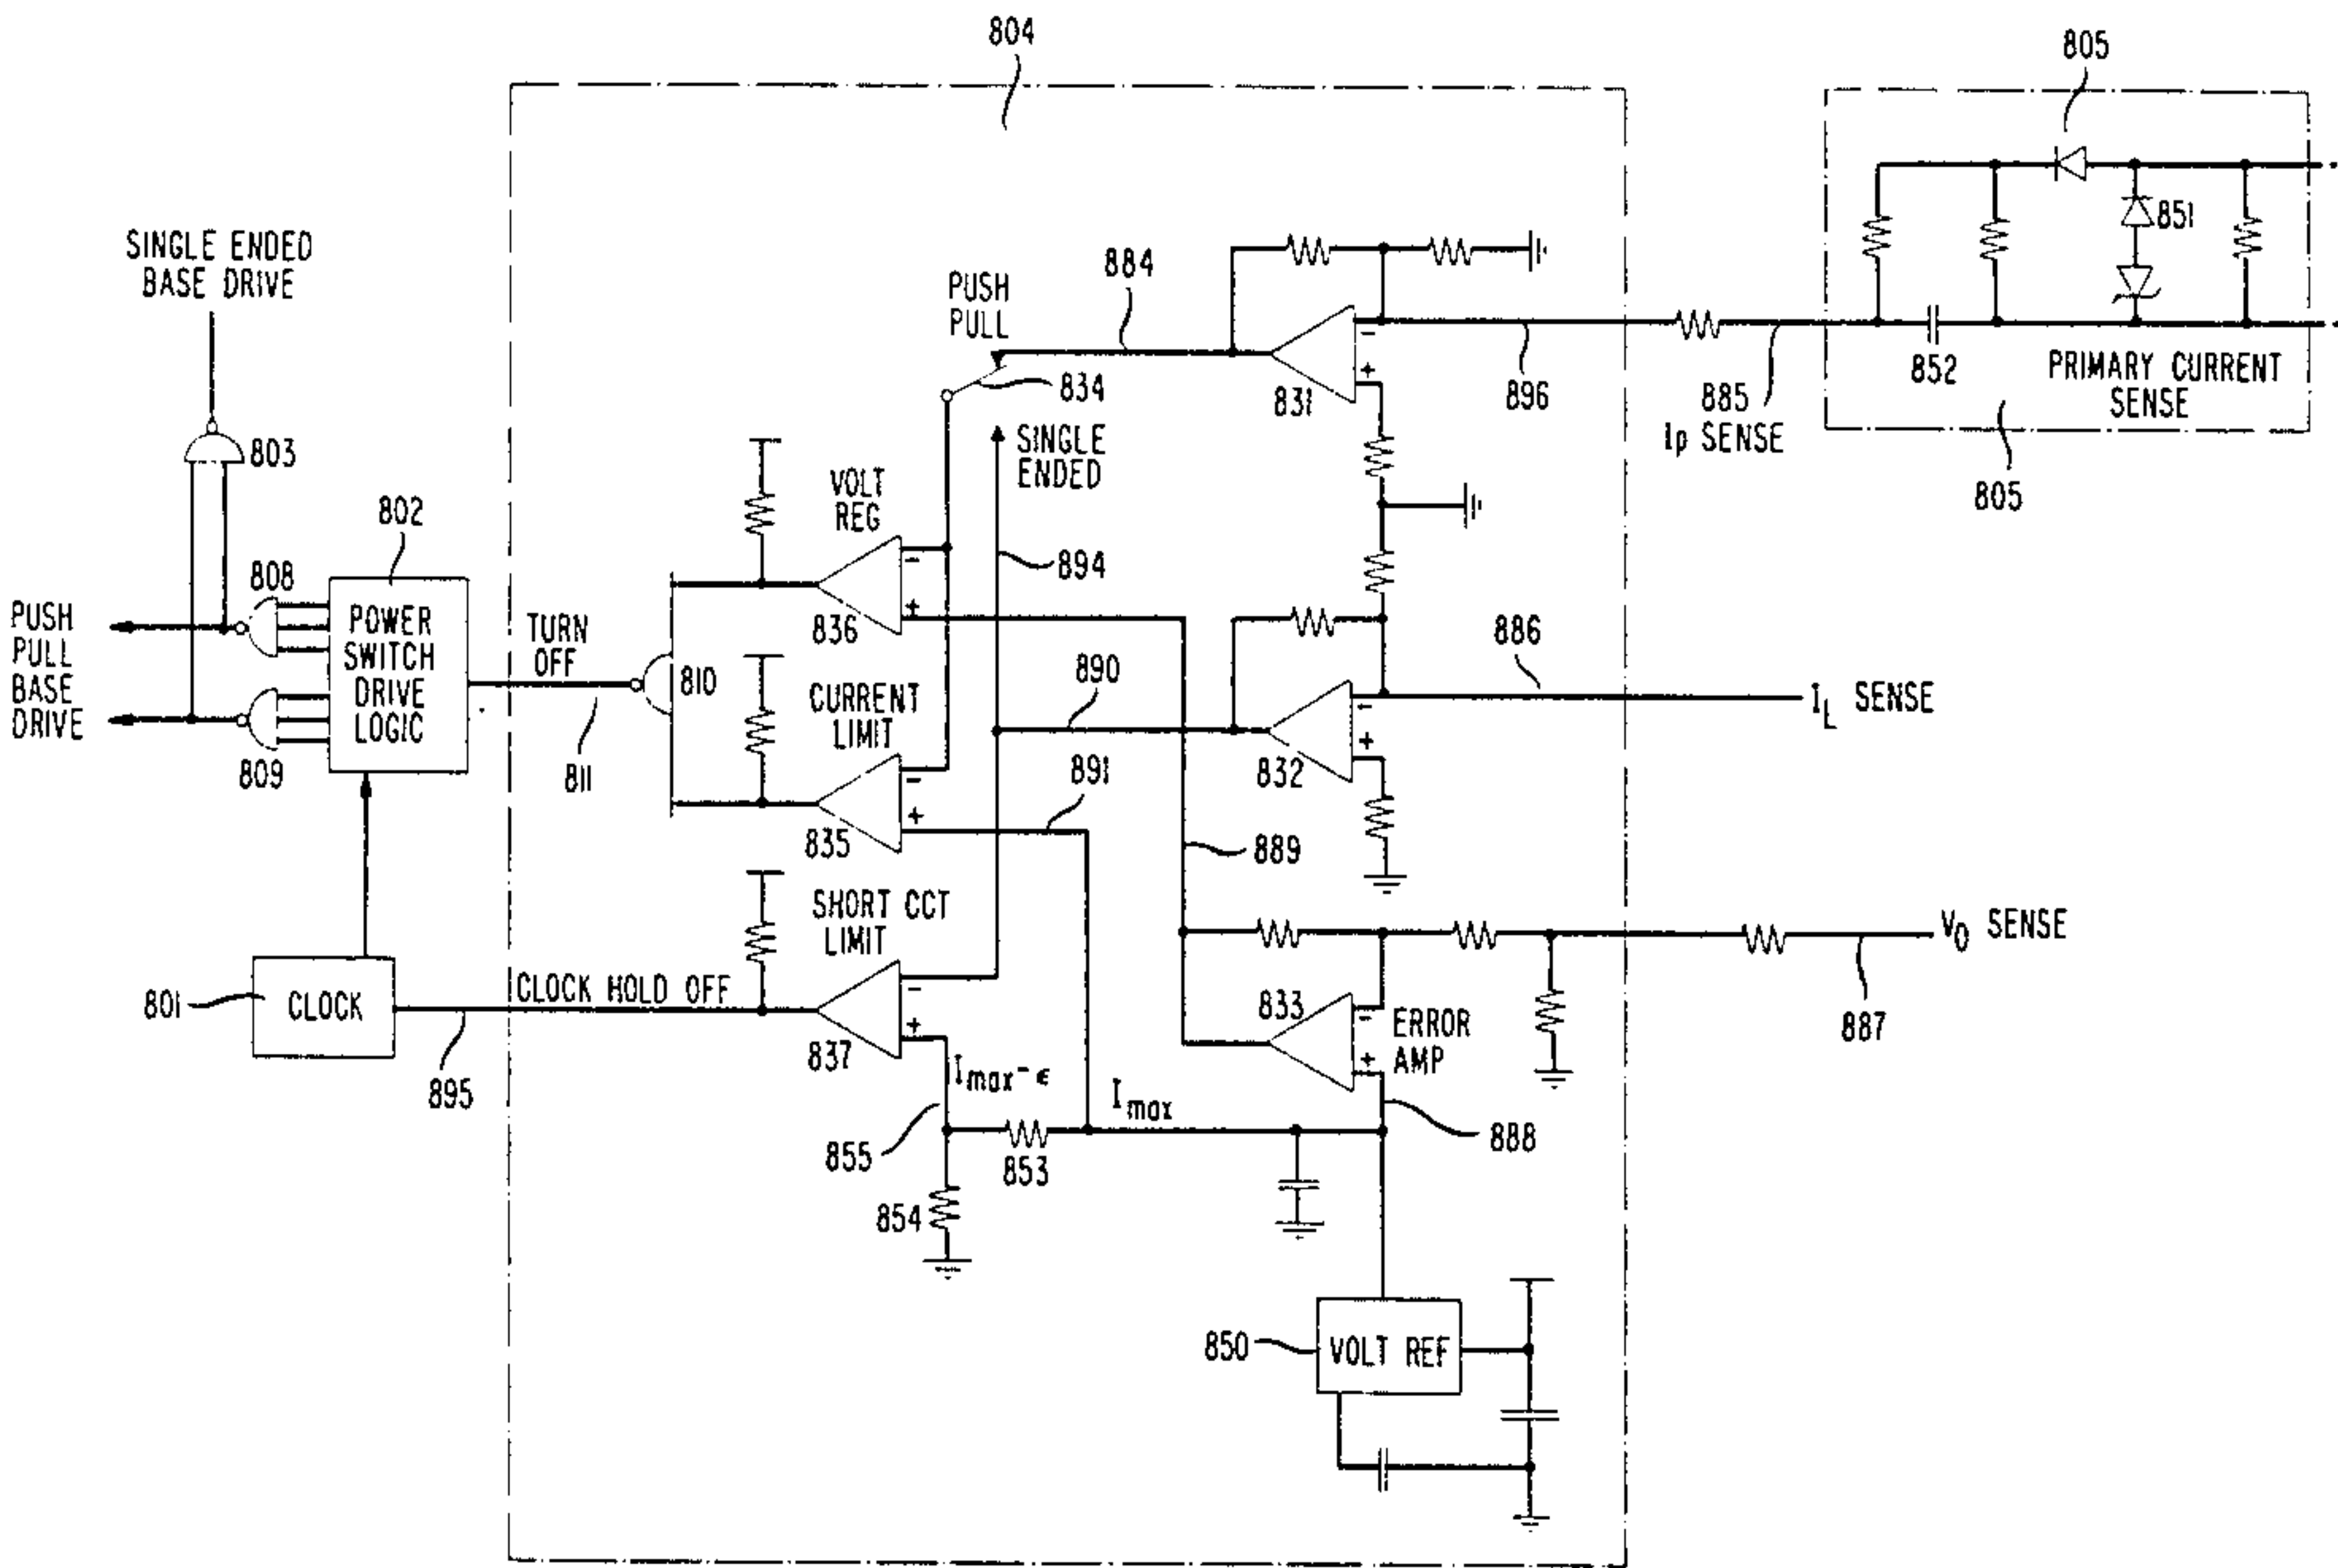 804
805
SINGLE ENDED
BASE DRIVE
803
808
802
PUSH
PULL
BASE
DRIVE
POWER
SWITCH
DRIVE
LOGIC
809
801
CLOCK
895
TURN
OFF
811
810
CLOCK HOLD OFF
PUSH
PULL
884
834
SINGLE
ENDED
894
VOLT
REG
-
+
836
CURRENT
LIMIT
-
+
835
SHORT CCT
LIMIT
-
+
837
Imax-ϵ
855
853
854
Imax
831
-
+
896
885
Ip SENSE
851
852
PRIMARY CURRENT
SENSE
805
890
891
889
832
-
+
886
IL SENSE
833
-
+
ERROR
AMP
888
VO SENSE
887
850
VOLT REF